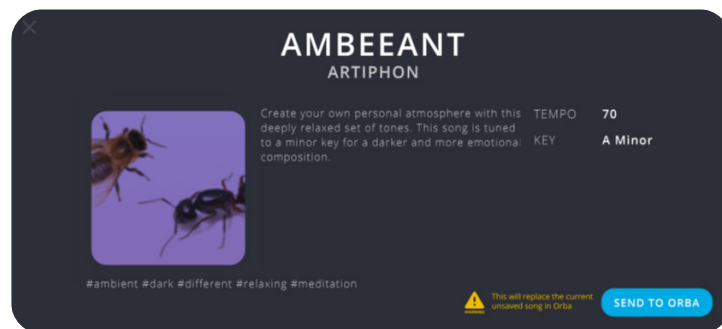 AMBEEANT
ARTIPHON
Create your own personal atmosphere with this
deeply relaxed set of tones. This song is tuned
to a minor key for a darker and more emotional
composition.
TEMPO 70
KEY A Minor
#ambient #dark #different #relaxing #meditation
WARNING
This will replace the current
unsaved song in Orba
SEND TO ORBA